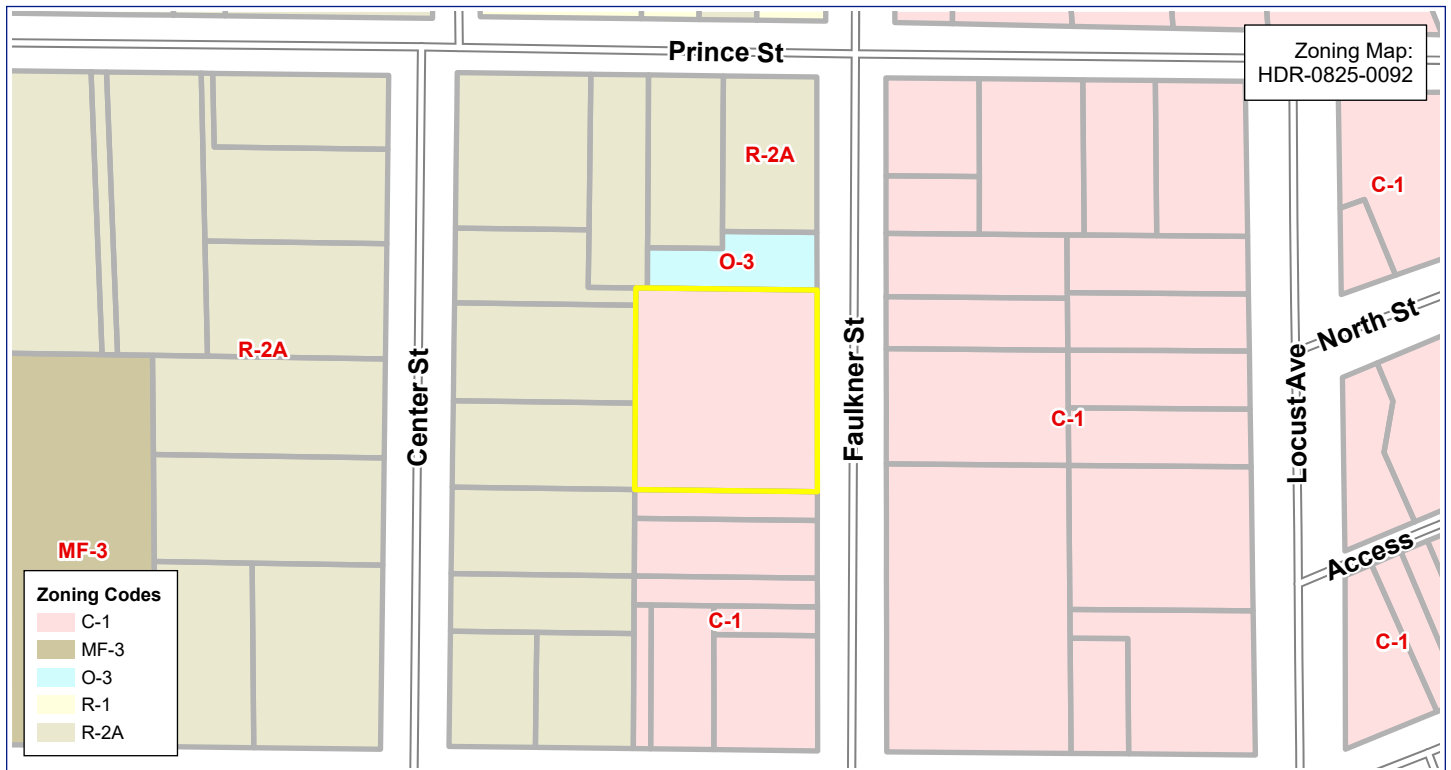 Prince St
Zoning Map:
HDR-0825-0092
R-2A
C-1
O-3
North St
R-2A
Center St
Faulkner St
Locust Ave
C-1
MF-3
Access
C-1
C-1
Zoning Codes
C-1
MF-3
O-3
R-1
R-2A